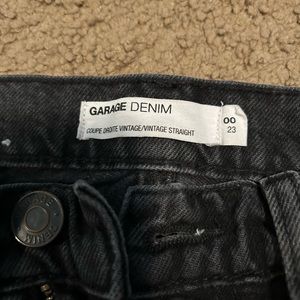 GARAGE DENIM
COUPE DROITE VINTAGE/VINTAGE STRAIGHT
00
23